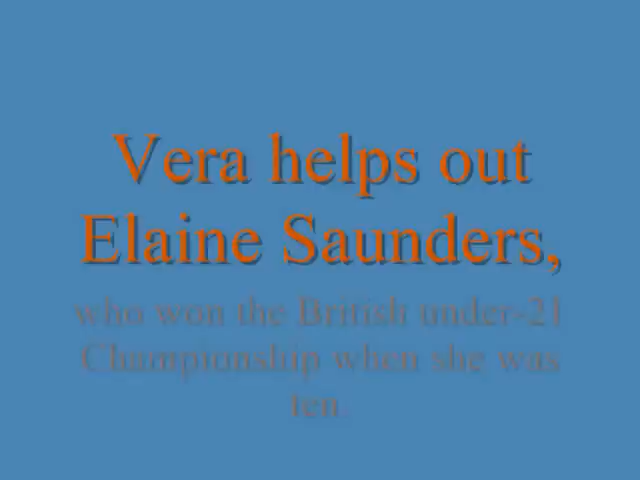 Vera helps out
Elaine Saunders,
who won the British under-21
Championship when she was
ten.